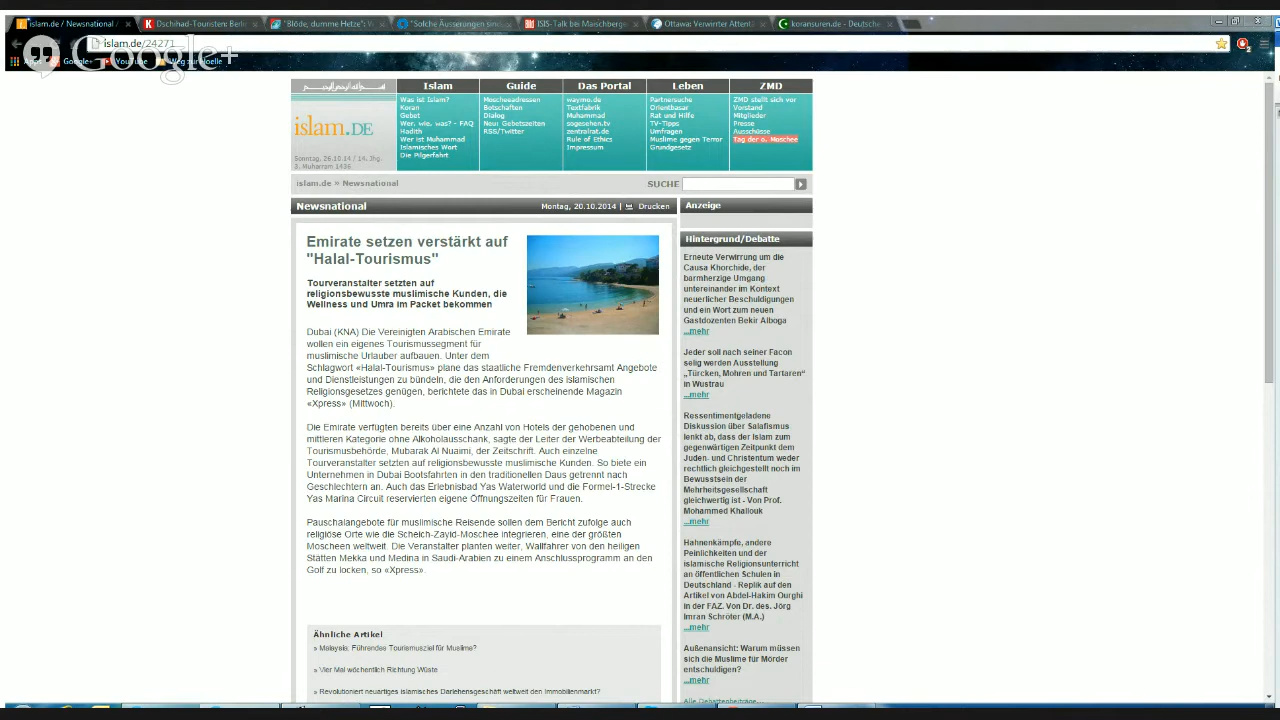 islam.de / Newsnational /
Dschihad-Touristen: Berli
"Blöde, dumme Hetze": V
"Solche Äusserungen sind
ISIS-Talk bei Maischberge
Ottawa: Verwirrter Attent
koransuren.de - Deutsche
islam.de/24271
Google+
Apps
Google+
YouTube
Weg zur Quelle
Islam
Guide
Das Portal
Leben
ZMD
islam.DE
Sonntag, 26.10.14 / 14. Jhg.
3. Muharram 1436
Was ist Islam?
Koran
Gebet
Wer, wie, was? - FAQ
Hadith
Wer ist Muhammad
Islamisches Wort
Die Pilgerfahrt
Moscheeadressen
Botschaften
Dialog
Neu Gebetszeiten
RSS/Twitter
waymo.de
Textfabrik
Muhammad
sogesehen.tv
zentralrat.de
Rule of Ethics
Impressum
Partnersuche
Orientbasar
Rat und Hilfe
TV-Tipps
Umfragen
Muslime gegen Terror
Grundgesetz
ZMD stellt sich vor
Vorstand
Mitglieder
Presse
Ausschüsse
Tag der o. Moschee
islam.de » Newsnational
SUCHE
Newsnational
Montag, 20.10.2014 |
Drucken
Emirate setzen verstärkt auf
"Halal-Tourismus"
Tourveranstalter setzten auf
religionsbewusste muslimische Kunden, die
Wellness und Umra im Packet bekommen
Dubai (KNA) Die Vereinigten Arabischen Emirate
wollen ein eigenes Tourismussegment für
muslimische Urlauber aufbauen. Unter dem
Schlagwort «Halal-Tourismus» plane das staatliche Fremdenverkehrsamt Angebote
und Dienstleistungen zu bündeln, die den Anforderungen des islamischen
Religionsgesetzes genügen, berichtete das in Dubai erscheinende Magazin
«Xpress» (Mittwoch).
Die Emirate verfügten bereits über eine Anzahl von Hotels der gehobenen und
mittleren Kategorie ohne Alkoholausschank, sagte der Leiter der Werbeabteilung der
Tourismusbehörde, Mubarak Al Nuaimi, der Zeitschrift. Auch einzelne
Tourveranstalter setzten auf religionsbewusste muslimische Kunden. So biete ein
Unternehmen in Dubai Bootsfahrten in den traditionellen Daus getrennt nach
Geschlechtern an. Auch das Erlebnisbad Yas Waterworld und die Formel-1-Strecke
Yas Marina Circuit reservierten eigene Öffnungszeiten für Frauen.
Pauschalangebote für muslimische Reisende sollen dem Bericht zufolge auch
religiöse Orte wie die Scheich-Zayid-Moschee integrieren, eine der größten
Moscheen weltweit. Die Veranstalter planten weiter, Wallfahrer von den heiligen
Stätten Mekka und Medina in Saudi-Arabien zu einem Anschlussprogramm an den
Golf zu locken, so «Xpress».
Ähnliche Artikel
» Malaysia: Führendes Tourismusziel für Muslime?
» Vier Mal wöchentlich Richtung Wüste
» Revolutioniert neuartiges islamisches Darlehensgeschäft weltweit den Immobilienmarkt?
Anzeige
Hintergrund/Debatte
Erneute Verwirrung um die
Causa Khorchide, der
barmherzige Umgang
untereinander im Kontext
neuerlicher Beschuldigungen
und ein Wort zum neuen
Gastdozenten Bekir Alboga
...mehr
Jeder soll nach seiner Facon
selig werden Ausstellung
„Türcken, Mohren und Tartaren"
in Wustrau
...mehr
Ressentimentgeladene
Diskussion über Salafismus
lenkt ab, dass der Islam zum
gegenwärtigen Zeitpunkt dem
Juden- und Christentum weder
rechtlich gleichgestellt noch im
Bewusstsein der
Mehrheitsgesellschaft
gleichwertig ist - Von Prof.
Mohammed Khallouk
...mehr
Hahnenkämpfe, andere
Peinlichkeiten und der
islamische Religionsunterricht
an öffentlichen Schulen in
Deutschland - Replik auf den
Artikel von Abdel-Hakim Ourghi
in der FAZ. Von Dr. des. Jörg
Imran Schröter (M.A.)
...mehr
Außenansicht: Warum müssen
sich die Muslime für Mörder
entschuldigen?
...mehr
Alle Debattenbeiträge...